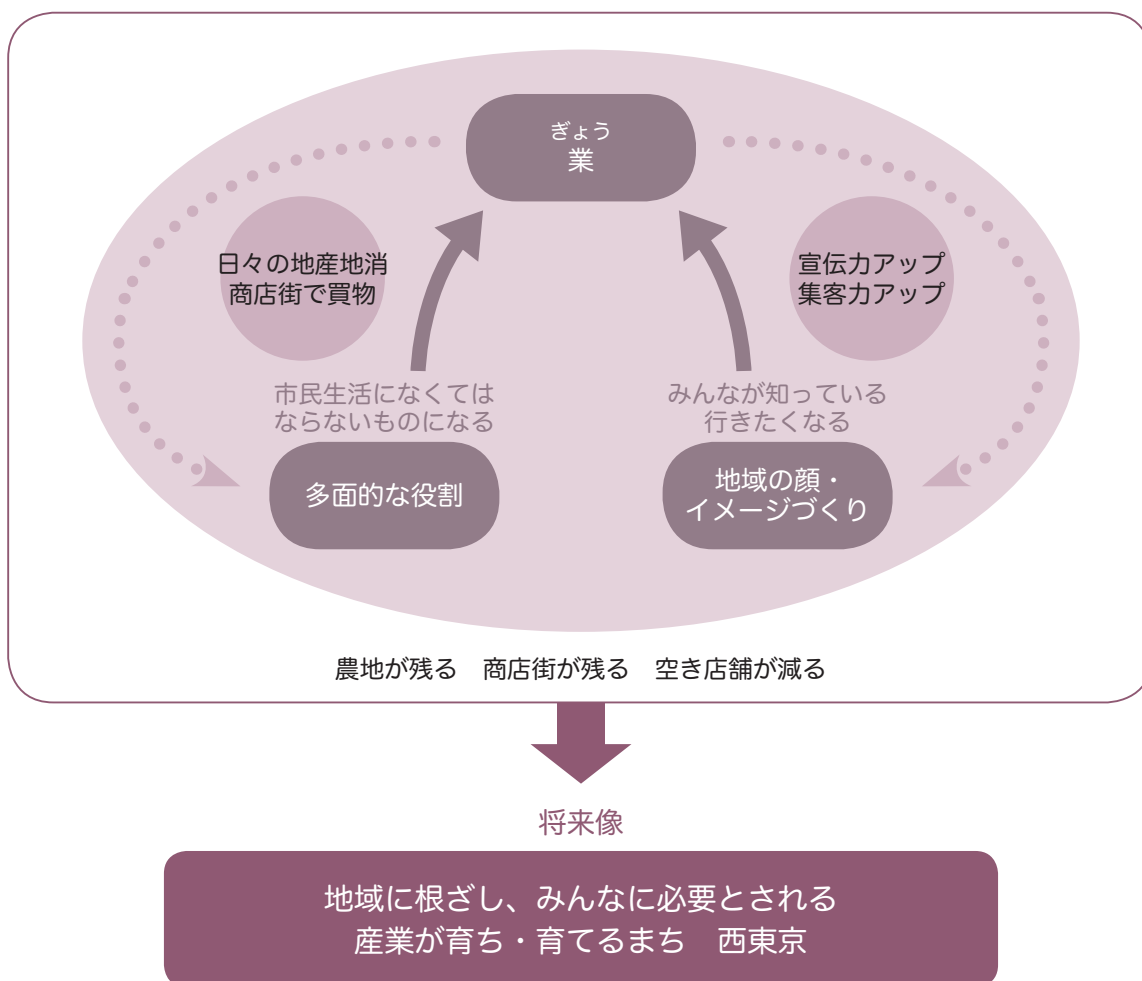 ぎょう
業
日々の地産地消
商店街で買物
宣伝力アップ
集客力アップ
市民生活になくては
ならないものになる
みんなが知っている
行きたくなる
多面的な役割
地域の顔・
イメージづくり
農地が残る　商店街が残る　空き店舗が減る
将来像
地域に根ざし、みんなに必要とされる
産業が育ち・育てるまち　西東京